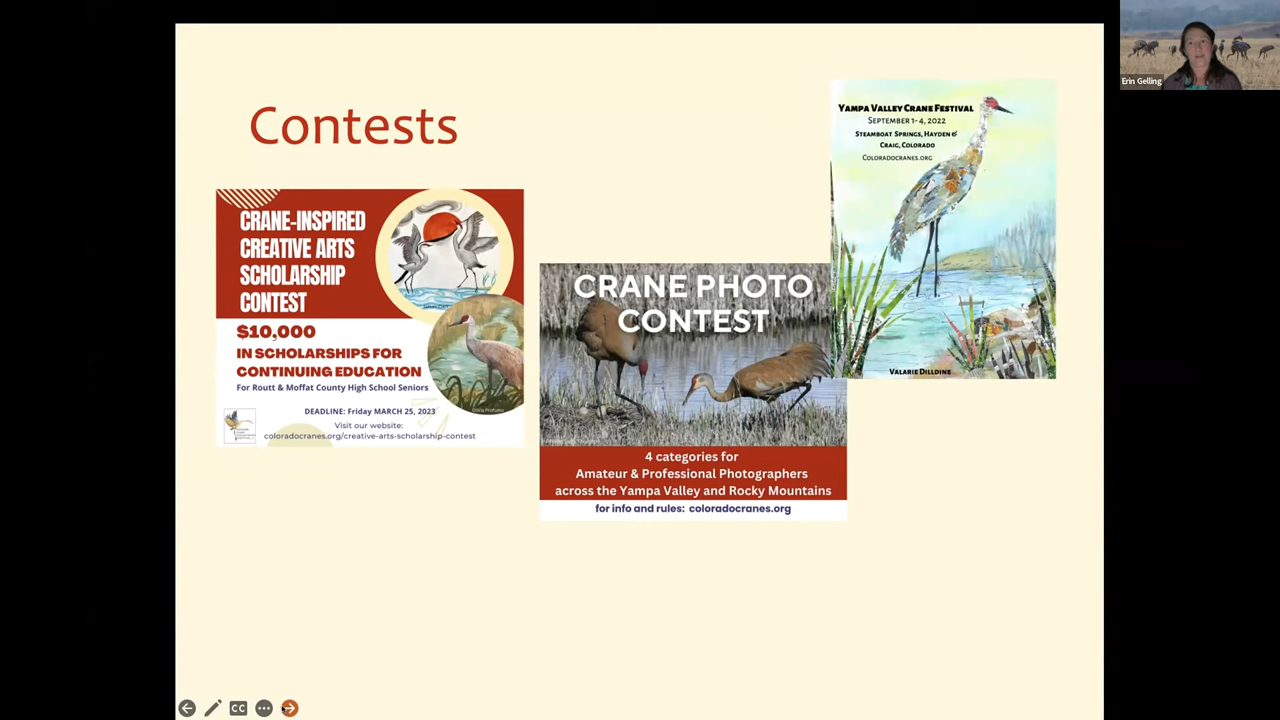 Contests
CRANE-INSPIRED
CREATIVE ARTS
SCHOLARSHIP
CONTEST
$10,000
IN SCHOLARSHIPS FOR
CONTINUING EDUCATION
For Routt & Moffat County High School Seniors
DEADLINE: Friday MARCH 25, 2023
Visit our website:
coloradocranes.org/creative-arts-scholarship-contest
Olivia Profumo
CRANE PHOTO
CONTEST
4 categories for
Amateur & Professional Photographers
across the Yampa Valley and Rocky Mountains
for info and rules: coloradocranes.org
YAMPA VALLEY CRANE FESTIVAL
SEPTEMBER 1-4, 2022
STEAMBOAT SPRINGS, HAYDEN &
CRAIG, COLORADO
COLORADOCRANES.ORG
VALARIE DILLDINE
Erin Gelling
CC